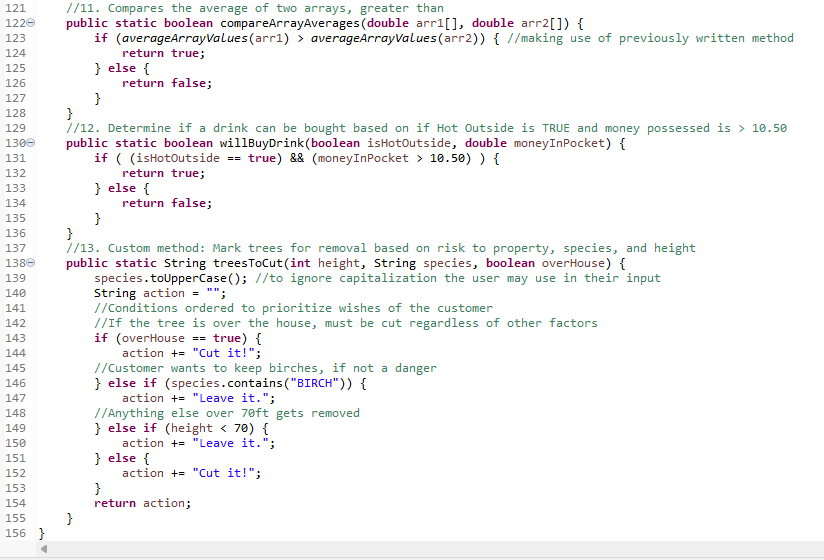 121 //11. Compares the average of two arrays, greater than
122 public static boolean compareArrayAverages(double arr1[], double arr2[]) {
123 if (averageArrayValues(arr1) > averageArrayValues(arr2)) { //making use of previously written method
124 return true;
125 } else {
126 return false;
127 }
128 }
129 //12. Determine if a drink can be bought based on if Hot Outside is TRUE and money possessed is > 10.50
130 public static boolean willBuyDrink(boolean isHotOutside, double moneyInPocket) {
131 if ( (isHotOutside == true) && (moneyInPocket > 10.50) ) {
132 return true;
133 } else {
134 return false;
135 }
136 }
137 //13. Custom method: Mark trees for removal based on risk to property, species, and height
138 public static String treesToCut(int height, String species, boolean overHouse) {
139 species.toUpperCase(); //to ignore capitalization the user may use in their input
140 String action = "";
141 //Conditions ordered to prioritize wishes of the customer
142 //If the tree is over the house, must be cut regardless of other factors
143 if (overHouse == true) {
144 action += "Cut it!";
145 //Customer wants to keep birches, if not a danger
146 } else if (species.contains("BIRCH")) {
147 action += "Leave it.";
148 //Anything else over 70ft gets removed
149 } else if (height < 70) {
150 action += "Leave it.";
151 } else {
152 action += "Cut it!";
153 }
154 return action;
155 }
156 }